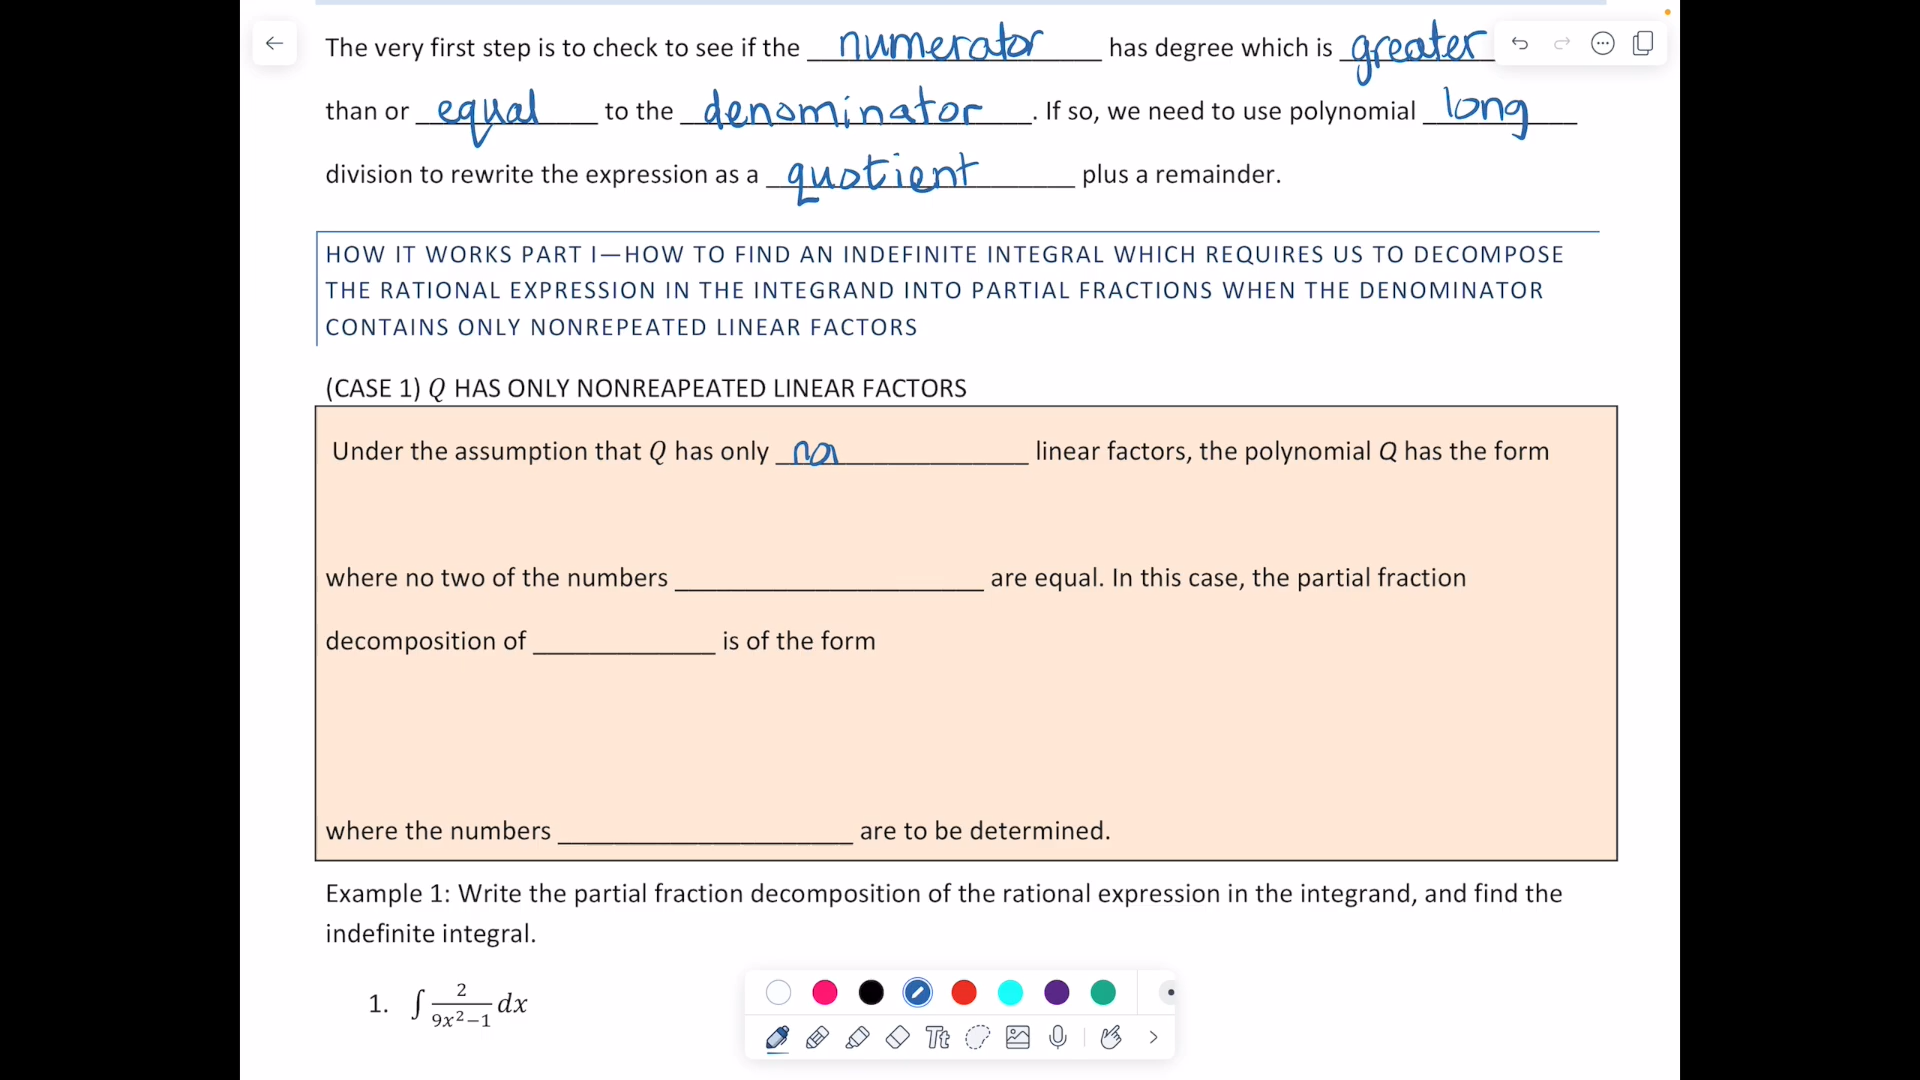 The very first step is to check to see if the numerator has degree which is greater
than or equal to the denominator. If so, we need to use polynomial long
division to rewrite the expression as a quotient plus a remainder.
HOW IT WORKS PART I—HOW TO FIND AN INDEFINITE INTEGRAL WHICH REQUIRES US TO DECOMPOSE
THE RATIONAL EXPRESSION IN THE INTEGRAND INTO PARTIAL FRACTIONS WHEN THE DENOMINATOR
CONTAINS ONLY NONREPEATED LINEAR FACTORS
(CASE 1) Q HAS ONLY NONREAPEATED LINEAR FACTORS
Under the assumption that Q has only ____ linear factors, the polynomial Q has the form
where no two of the numbers ____ are equal. In this case, the partial fraction
decomposition of ____ is of the form
where the numbers ____ are to be determined.
Example 1: Write the partial fraction decomposition of the rational expression in the integrand, and find the
indefinite integral.
1. ∫ 2/(9x²−1) dx
Tt